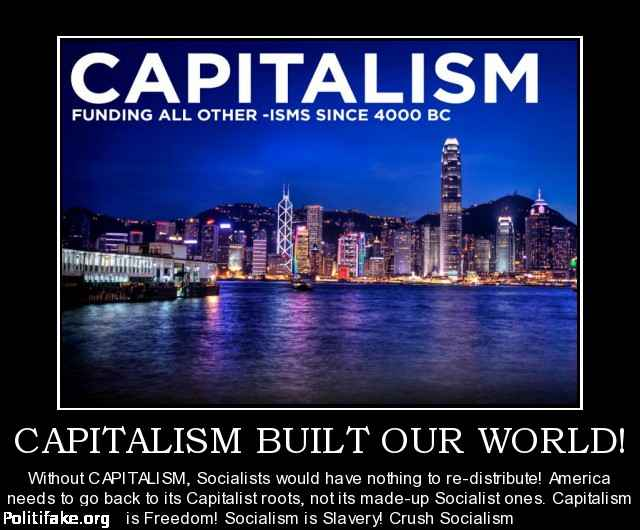 CAPITALISM
FUNDING ALL OTHER -ISMS SINCE 4000 BC
CAPITALISM BUILT OUR WORLD!
Without CAPITALISM, Socialists would have nothing to re-distribute! America
needs to go back to its Capitalist roots, not its made-up Socialist ones. Capitalism
is Freedom! Socialism is Slavery! Crush Socialism
Politifake.org